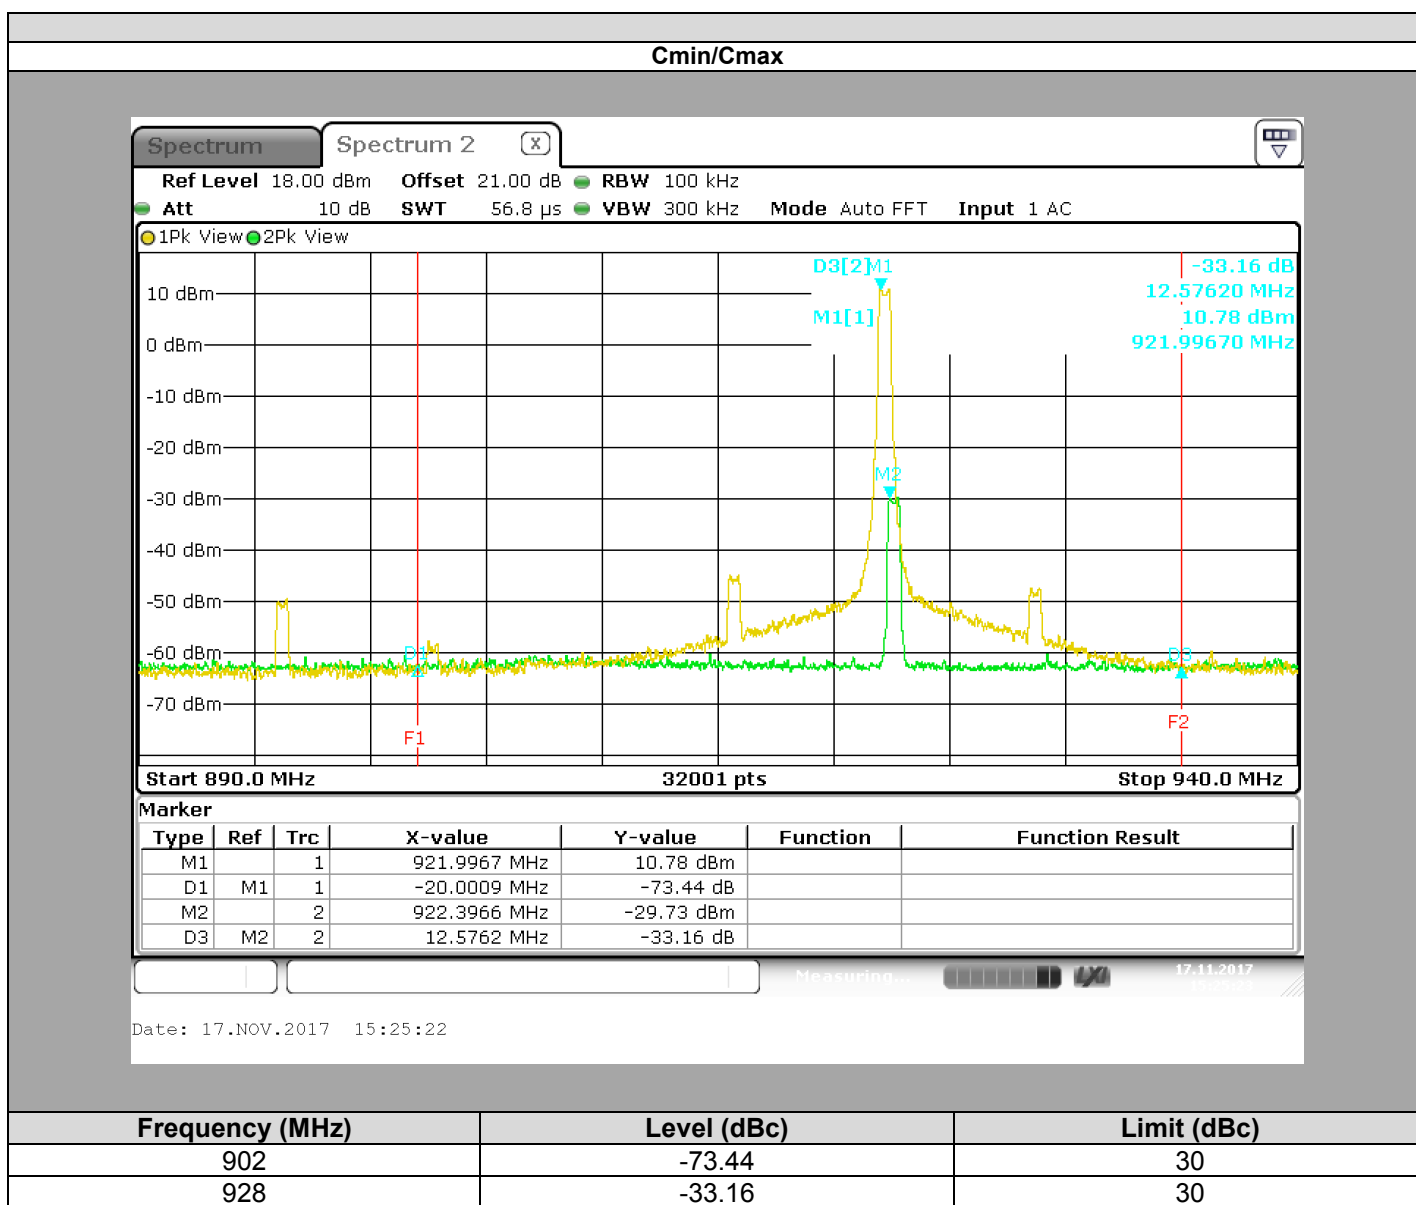 Cmin/Cmax
Spectrum Spectrum 2 X
Ref Level 18.00 dBm Offset 21.00 dB RBW 100 kHz
Att 10 dB SWT 56.8 µs VBW 300 kHz Mode Auto FFT Input 1 AC
1Pk View 2Pk View
D3[2] M1 -33.16 dB
10 dBm 12.57620 MHz
M1[1] 10.78 dBm
0 dBm 921.99670 MHz
-10 dBm
-20 dBm
M2
-30 dBm
-40 dBm
-50 dBm
-60 dBm D1 D3
-70 dBm
F1 F2
Start 890.0 MHz 32001 pts Stop 940.0 MHz
Marker
Type Ref Trc X-value Y-value Function Function Result
M1 1 921.9967 MHz 10.78 dBm
D1 M1 1 -20.0009 MHz -73.44 dB
M2 2 922.3966 MHz -29.73 dBm
D3 M2 2 12.5762 MHz -33.16 dB
Measuring... LXI 17.11.2017
Date: 17.NOV.2017 15:25:22
Frequency (MHz) Level (dBc) Limit (dBc)
902 -73.44 30
928 -33.16 30